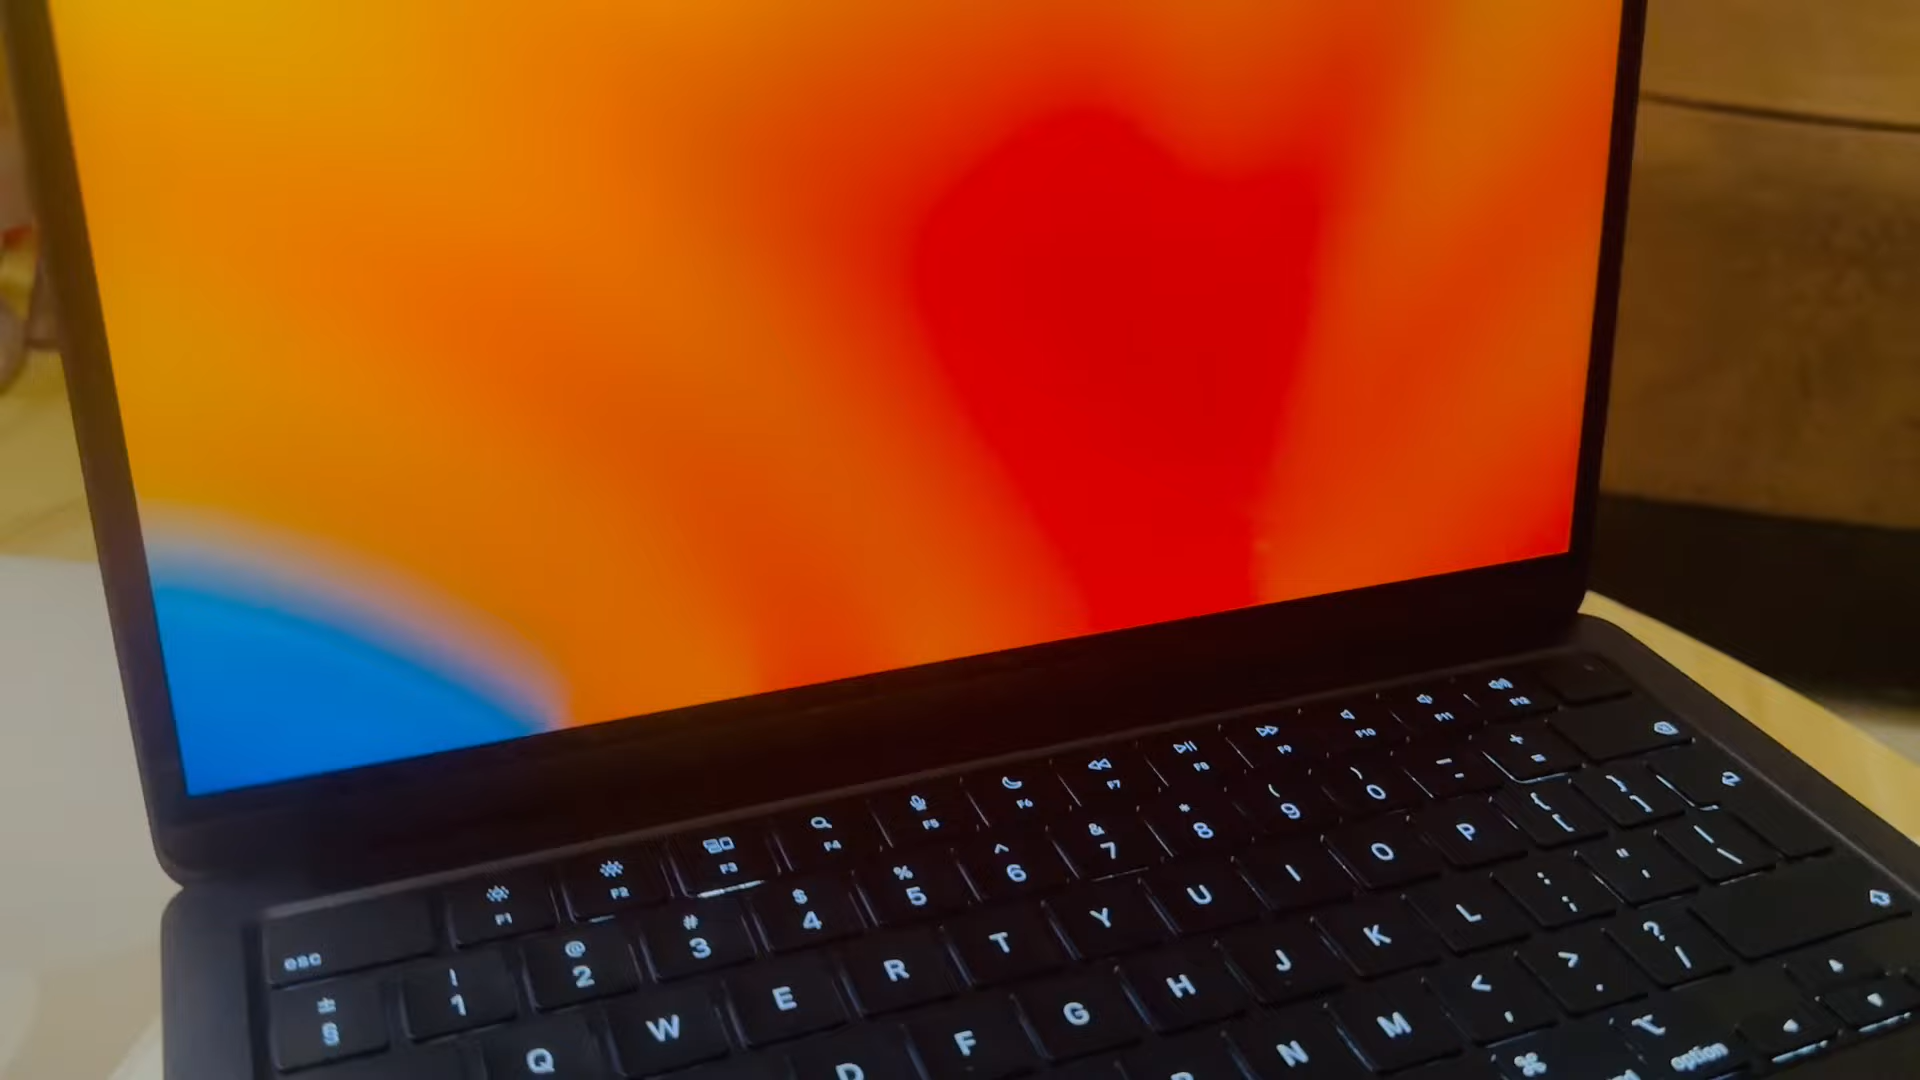 F1 F2 F3 F4 F5 F6 F7 F8 F9 F10 F11 F12
esc
± ! @ # $ % ^ & * ( ) _ +
§ 1 2 3 4 5 6 7 8 9 0 - =
Q W E R T Y U I O P { [ } ]
D F G H J K L : ; " ' | \
N M < , > . ? /
⌘ ⌥
option